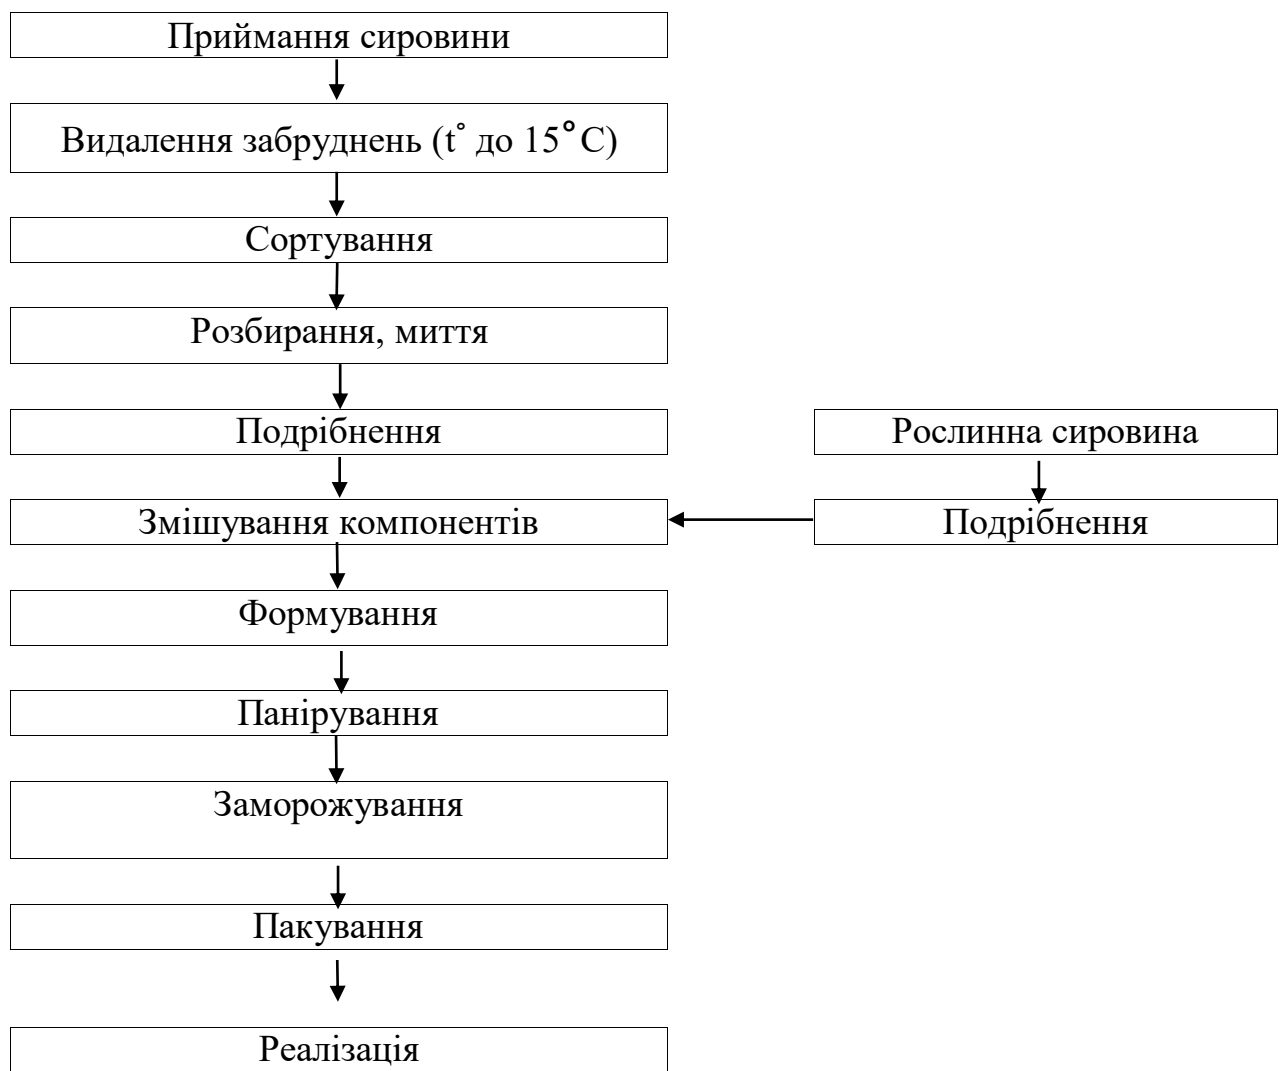 Приймання сировини
Видалення забруднень (t˚ до 15˚С)
Сортування
Розбирання, миття
Подрібнення
Рослинна сировина
Змішування компонентів
Подрібнення
Формування
Панірування
Заморожування
Пакування
Реалізація